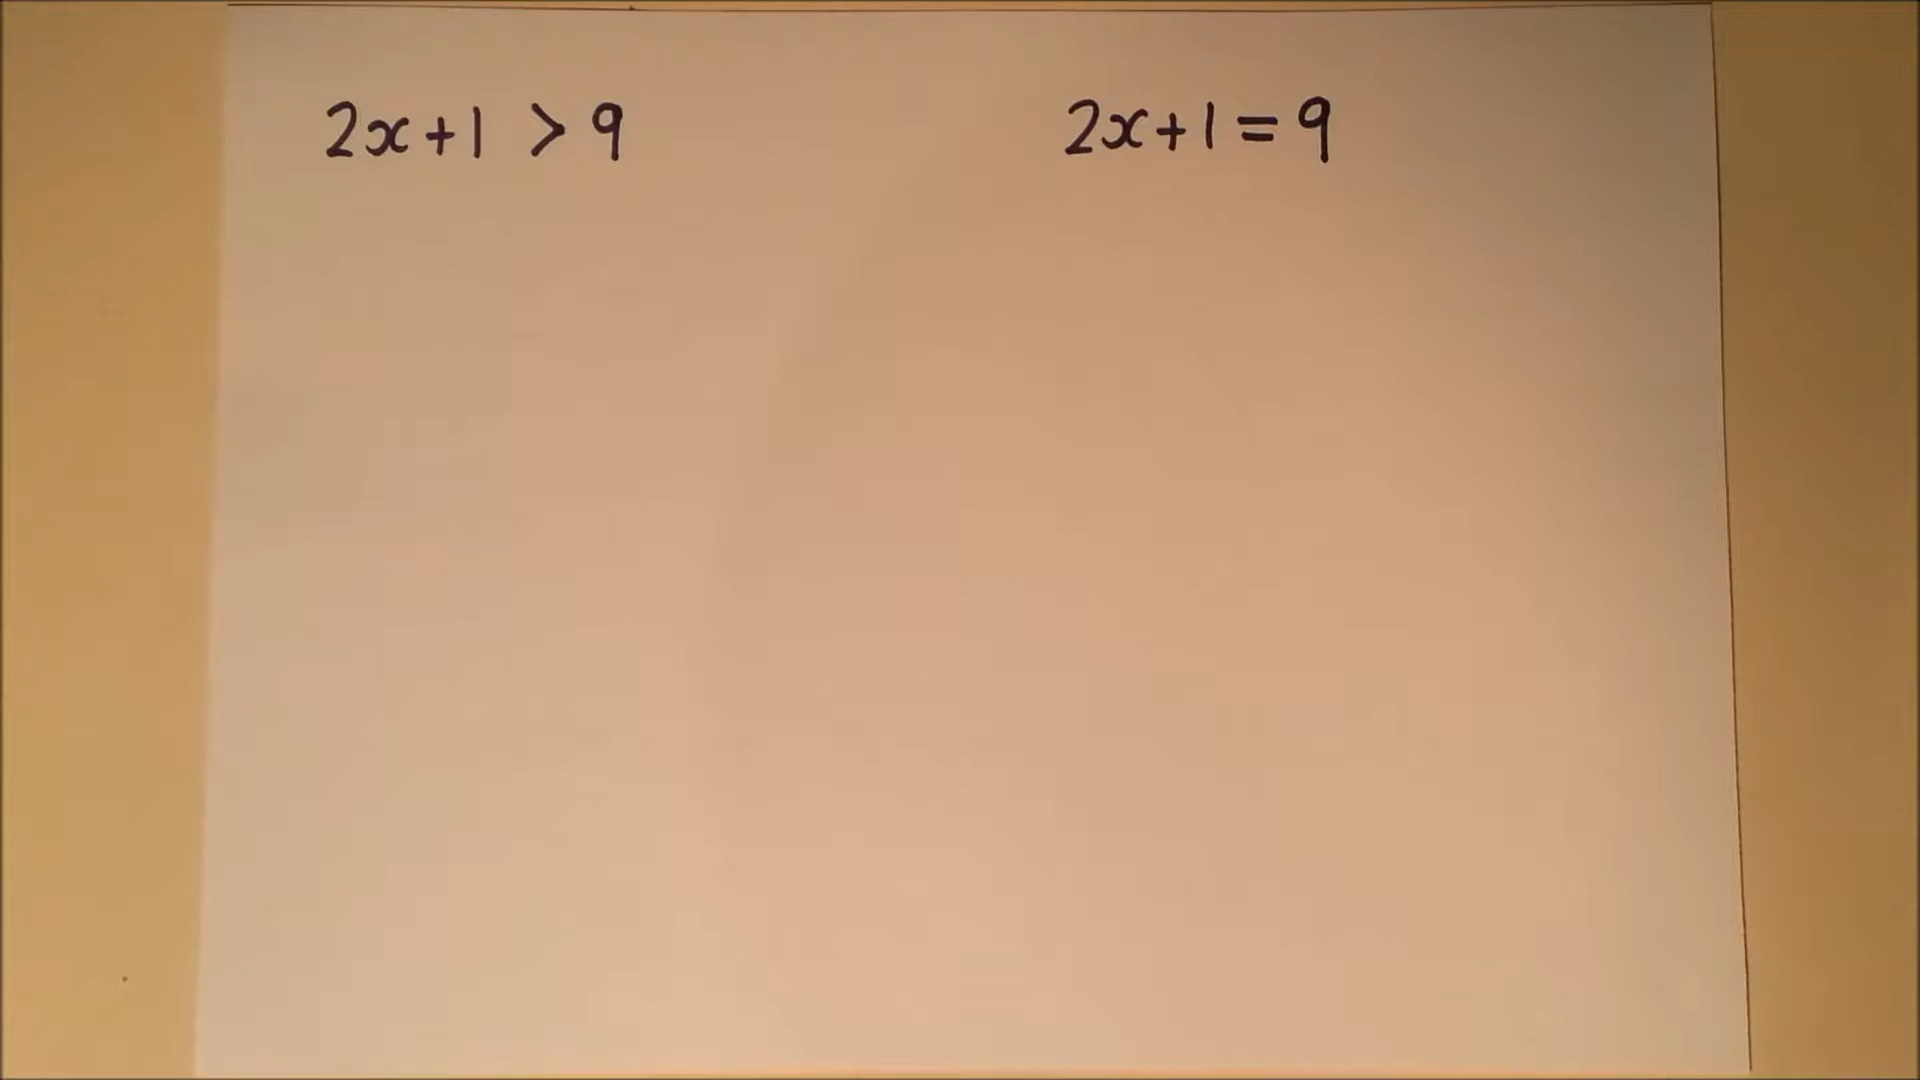 2x+1 > 9
2x+1 = 9